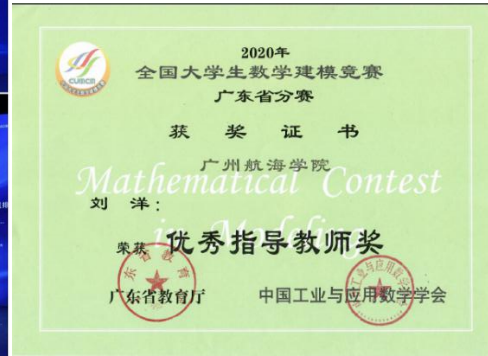 CUMCM
2020年
全国大学生数学建模竞赛
广东省分赛
获 奖 证 书
广州航海学院
Mathematical Contest
刘 洋：
in Modeling
荣获 优秀指导教师奖
广东省教育厅 中国工业与应用数学学会